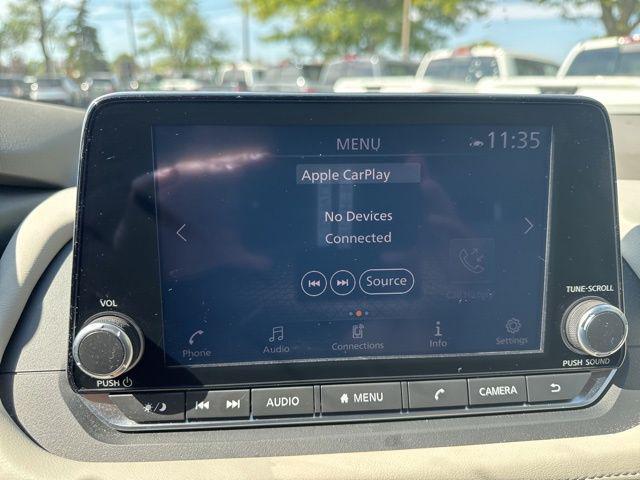 MENU
11:35
Apple CarPlay
No Devices
Connected
Source
Phone
Audio
Connections
Info
Settings
VOL
PUSH
TUNE·SCROLL
PUSH SOUND
AUDIO
MENU
CAMERA